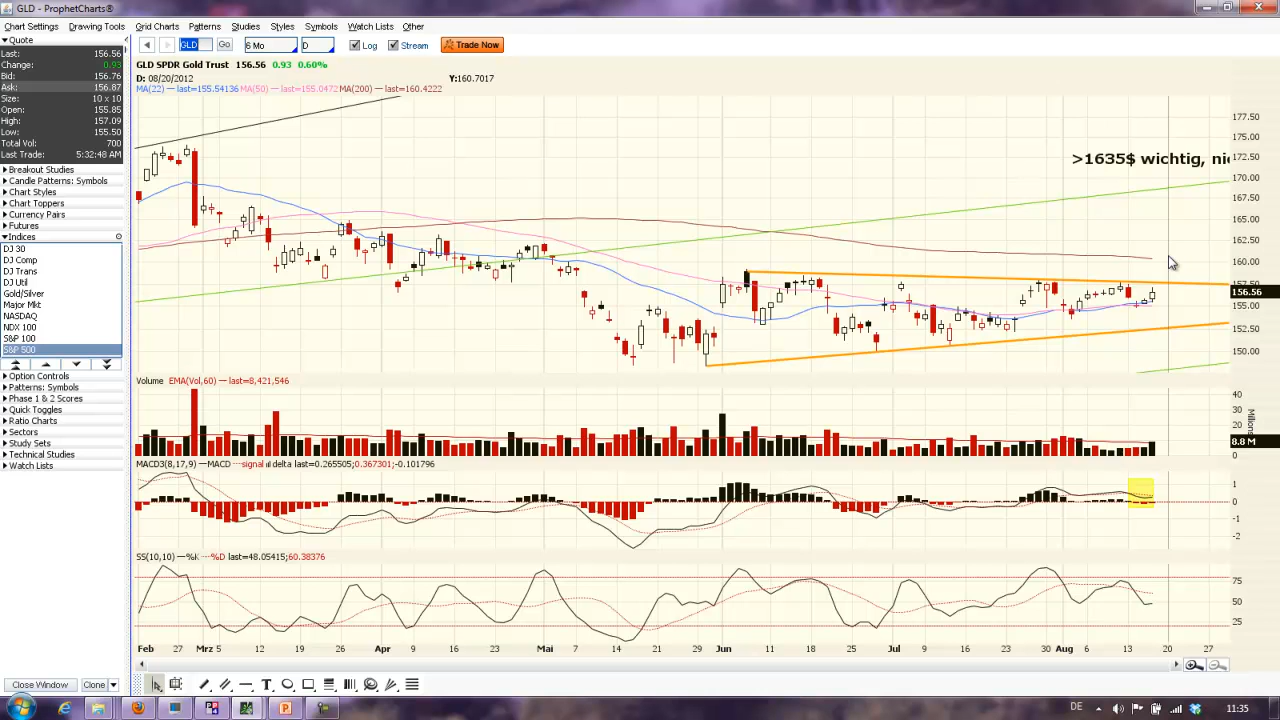 GLD - ProphetCharts®
Chart Settings Drawing Tools Grid Charts Patterns Studies Styles Symbols Watch Lists Other
Quote
Last: 156.56
Change: 0.93
Bid: 156.76
Ask: 156.87
Size: 10 x 10
Open: 155.85
High: 157.09
Low: 155.50
Total Vol: 700
Last Trade: 5:32:48 AM
Breakout Studies
Candle Patterns: Symbols
Chart Styles
Chart Toppers
Currency Pairs
Futures
Indices
DJ 30
DJ Comp
DJ Trans
DJ Util
Gold/Silver
Major Mkt
NASDAQ
NDX 100
S&P 100
S&P 500
Option Controls
Patterns: Symbols
Phase 1 & 2 Scores
Quick Toggles
Ratio Charts
Sectors
Study Sets
Technical Studies
Watch Lists
Close Window Clone
GLD Go 6 Mo D Log Stream Trade Now
GLD SPDR Gold Trust 156.56 0.93 0.60%
D: 08/20/2012 Y:160.7017
MA(22) — last=155.54136 MA(50) — last=155.0472 MA(200) — last=160.4222
>1635$ wichtig, nie
177.50
175.00
172.50
170.00
167.50
165.00
162.50
160.00
157.50
156.56
155.00
152.50
150.00
Volume EMA(Vol,60) — last=8,421,546
40
30
20
8.8 M
0
Millions
MACD3(8,17,9) — MACD ···signal delta last=0.265505;0.367301;-0.101796
1
0
-1
-2
SS(10,10) —%K ···%D last=48.05415;60.38376
75
50
25
Feb 27 Mrz 5 12 19 26 Apr 9 16 23 Mai 7 14 21 29 Jun 11 18 25 Jul 9 16 23 30 Aug 6 13 20 27
DE 11:35